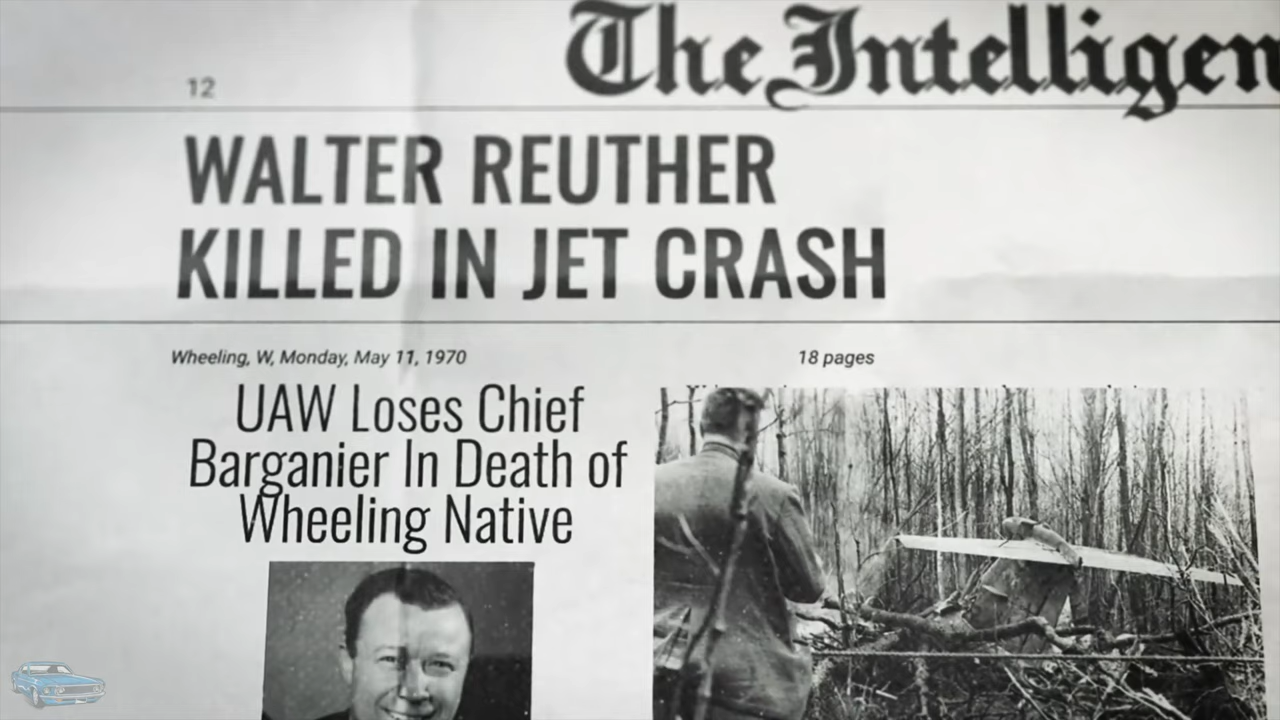 The Intelligen
12
WALTER REUTHER
KILLED IN JET CRASH
Wheeling, W, Monday, May 11, 1970
18 pages
UAW Loses Chief
Barganier In Death of
Wheeling Native